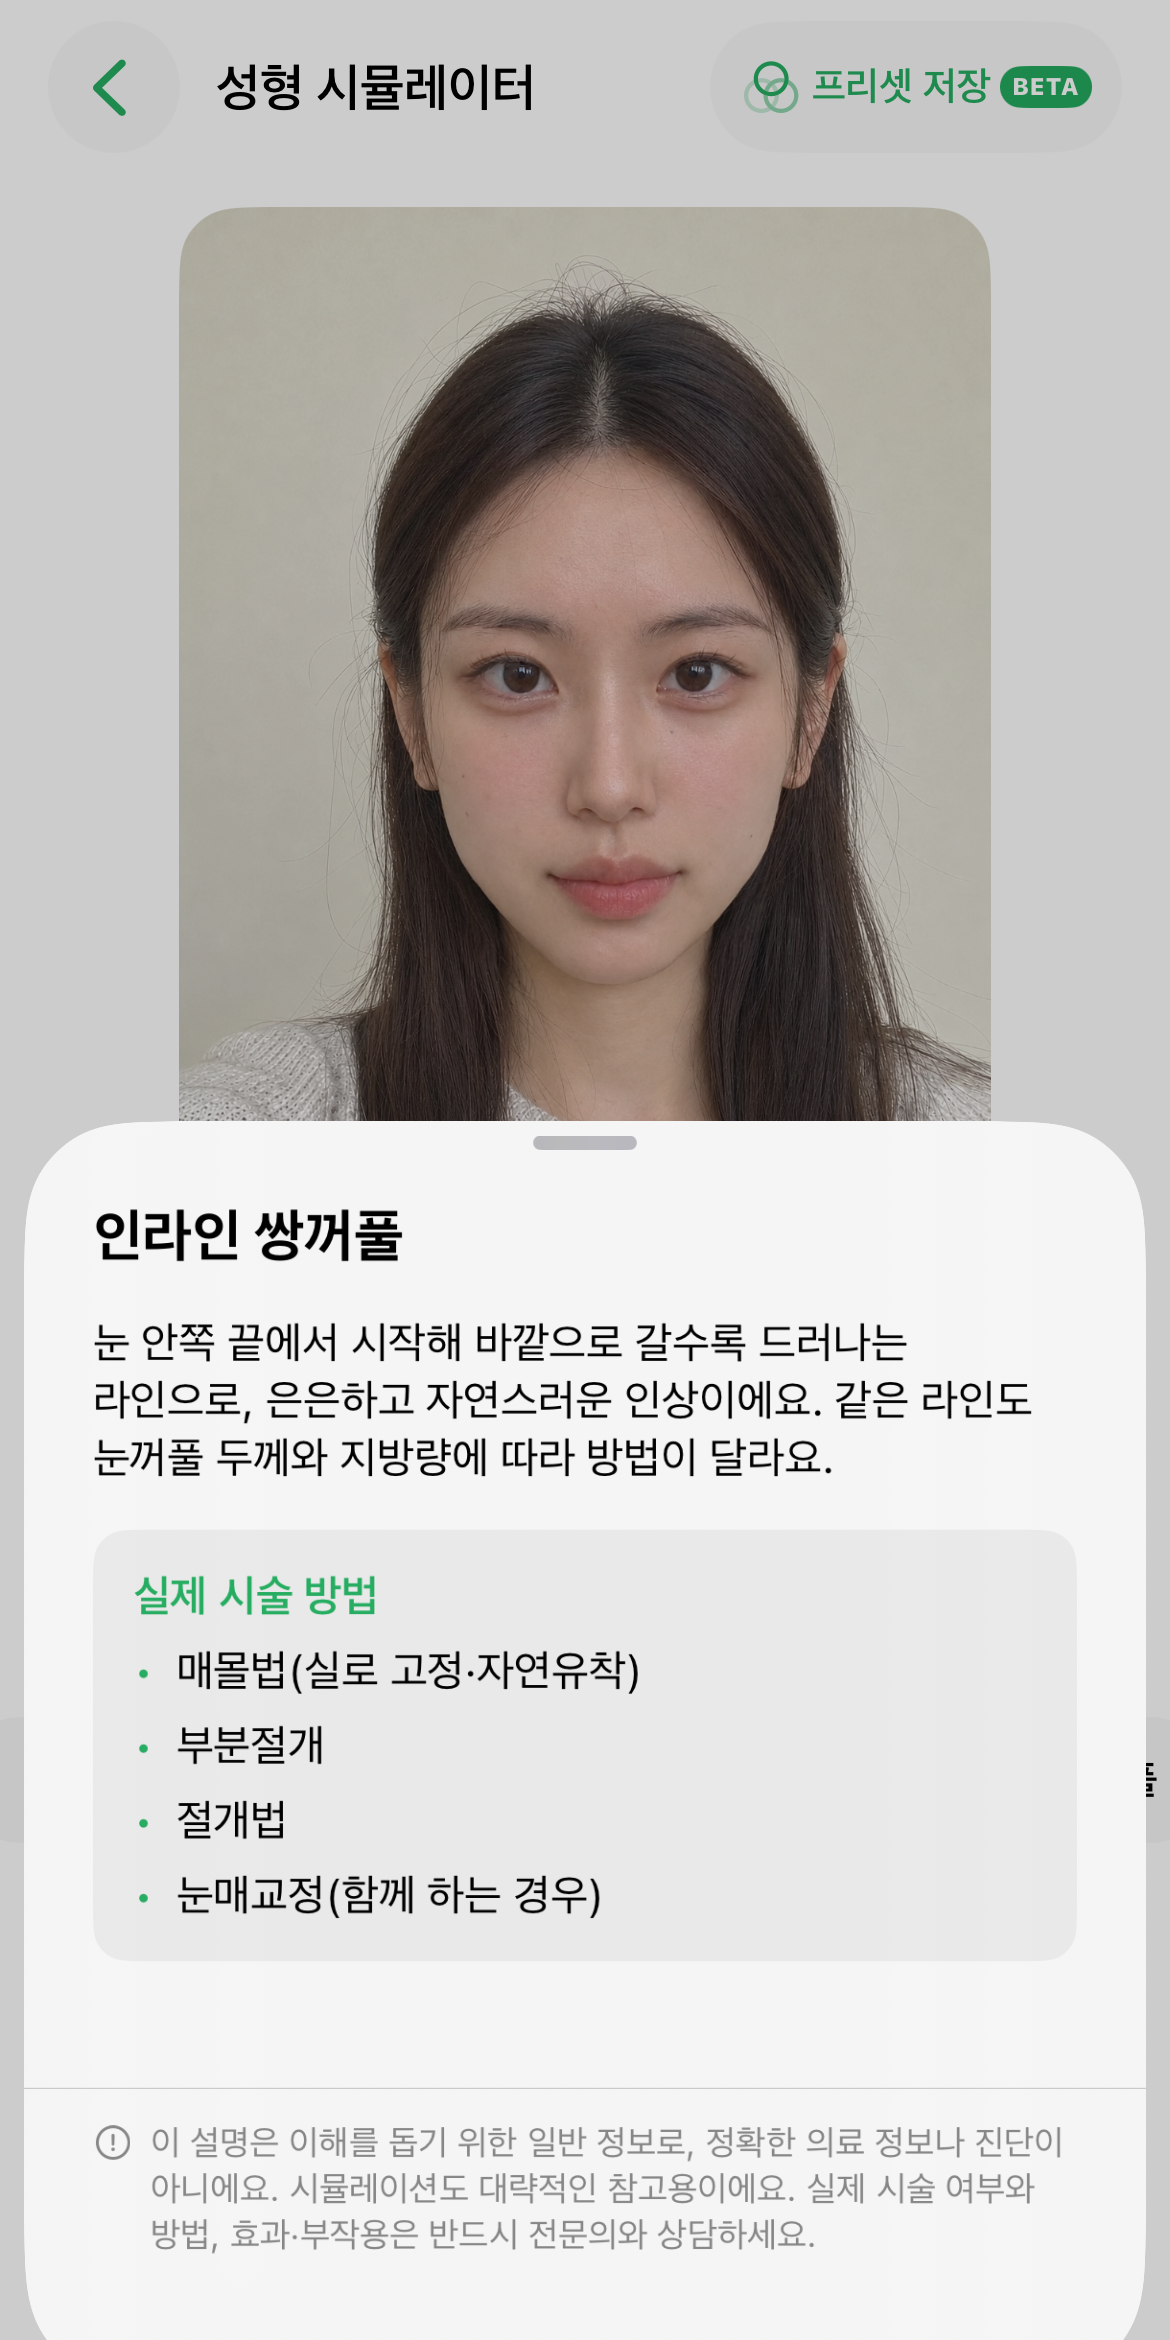 성형 시뮬레이터
프리셋 저장 BETA
인라인 쌍꺼풀
눈 안쪽 끝에서 시작해 바깥으로 갈수록 드러나는
라인으로, 은은하고 자연스러운 인상이에요. 같은 라인도
눈꺼풀 두께와 지방량에 따라 방법이 달라요.
실제 시술 방법
• 매몰법(실로 고정·자연유착)
• 부분절개
• 절개법
• 눈매교정(함께 하는 경우)
이 설명은 이해를 돕기 위한 일반 정보로, 정확한 의료 정보나 진단이
아니에요. 시뮬레이션도 대략적인 참고용이에요. 실제 시술 여부와
방법, 효과·부작용은 반드시 전문의와 상담하세요.